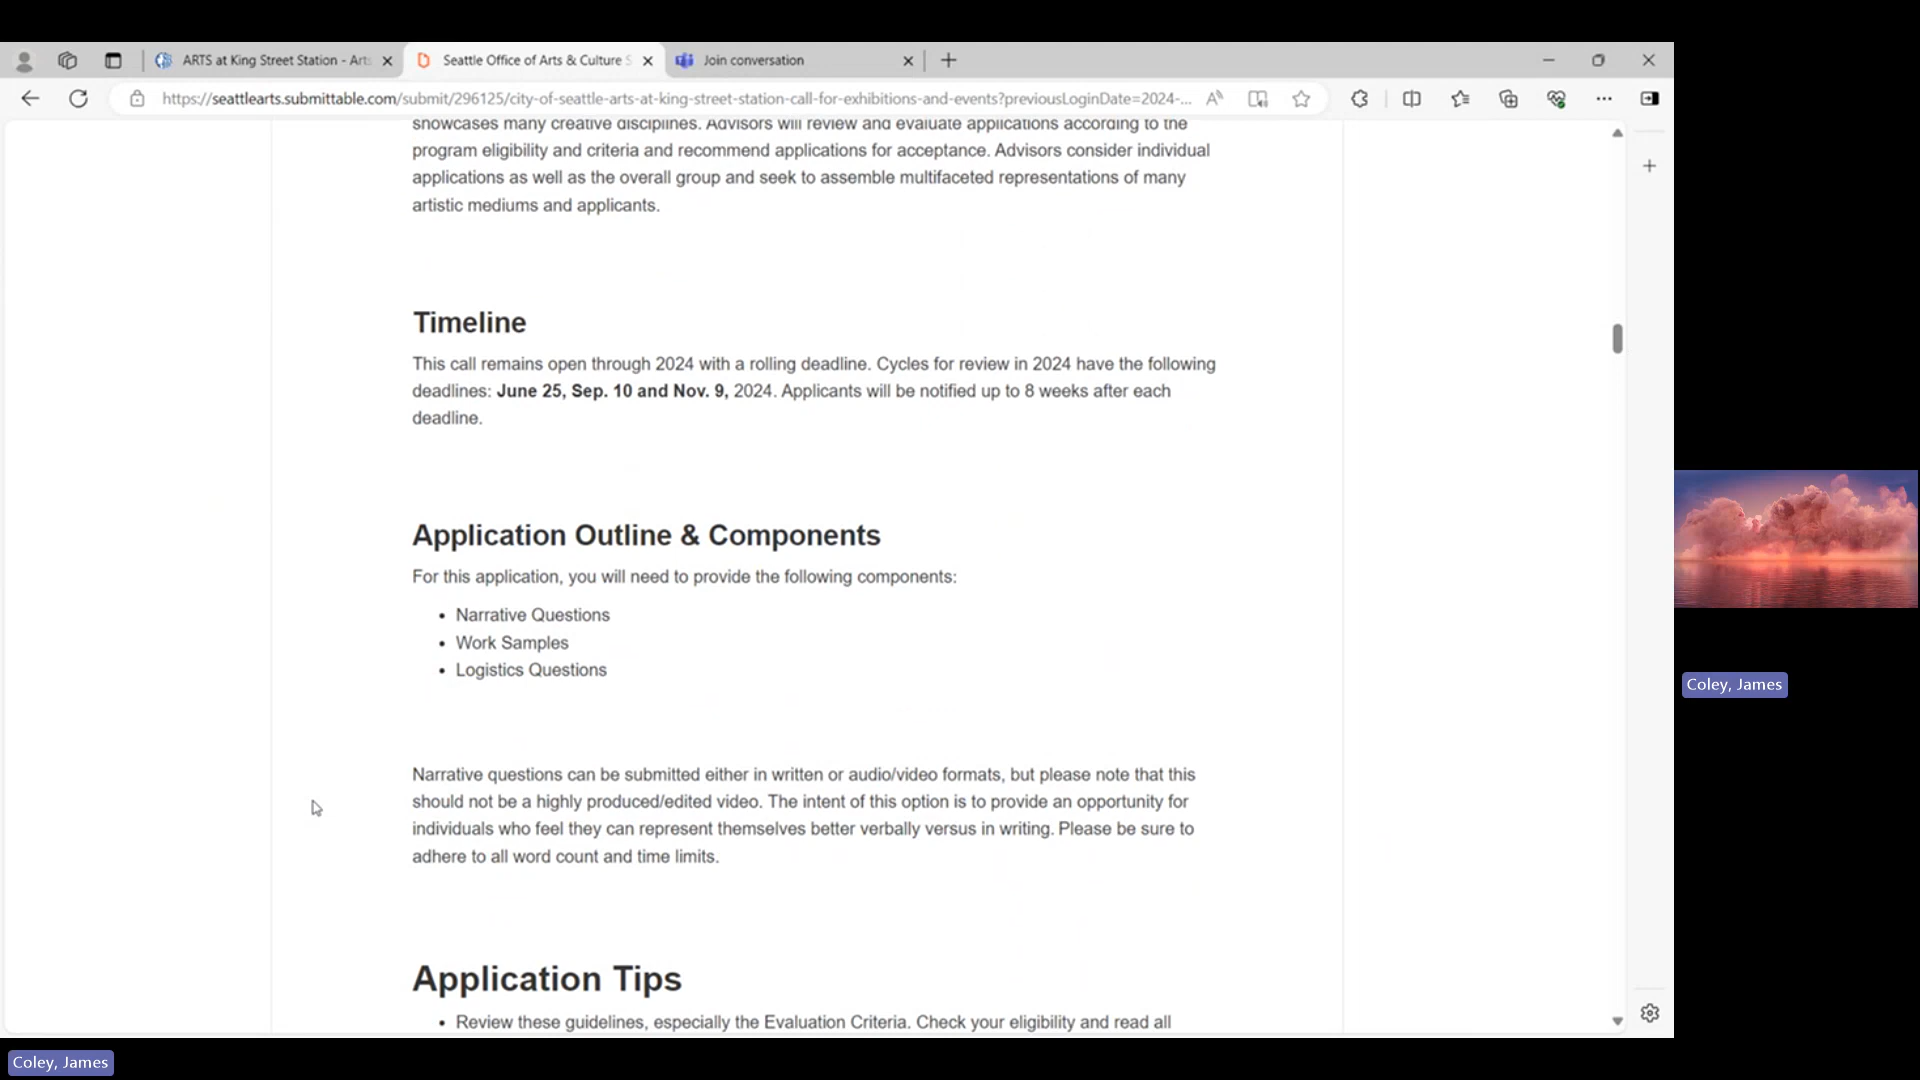 ARTS at King Street Station - Arts
Seattle Office of Arts & Culture S
Join conversation
https://seattlearts.submittable.com/submit/296125/city-of-seattle-arts-at-king-street-station-call-for-exhibitions-and-events?previousLoginDate=2024-...
showcases many creative disciplines. Advisors will review and evaluate applications according to the
program eligibility and criteria and recommend applications for acceptance. Advisors consider individual
applications as well as the overall group and seek to assemble multifaceted representations of many
artistic mediums and applicants.
Timeline
This call remains open through 2024 with a rolling deadline. Cycles for review in 2024 have the following
deadlines: June 25, Sep. 10 and Nov. 9, 2024. Applicants will be notified up to 8 weeks after each
deadline.
Application Outline & Components
For this application, you will need to provide the following components:
• Narrative Questions
• Work Samples
• Logistics Questions
Narrative questions can be submitted either in written or audio/video formats, but please note that this
should not be a highly produced/edited video. The intent of this option is to provide an opportunity for
individuals who feel they can represent themselves better verbally versus in writing. Please be sure to
adhere to all word count and time limits.
Application Tips
• Review these guidelines, especially the Evaluation Criteria. Check your eligibility and read all
Coley, James
Coley, James